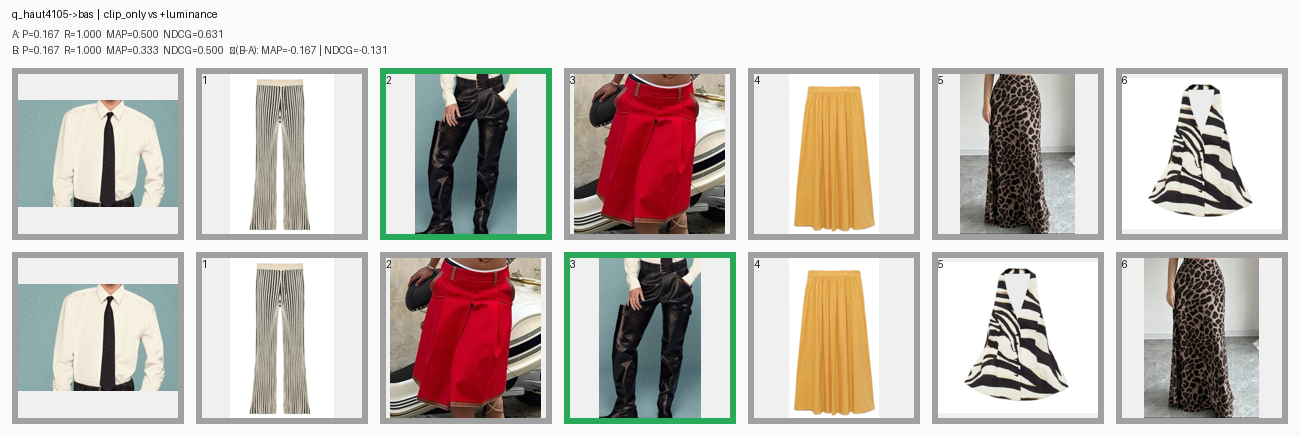 q_haut4105->bas | clip_only vs +luminance
A: P=0.167 R=1.000 MAP=0.500 NDCG=0.631
B: P=0.167 R=1.000 MAP=0.333 NDCG=0.500 (B-A): MAP=-0.167 | NDCG=-0.131
1 2 3 4 5 6
1 2 3 4 5 6